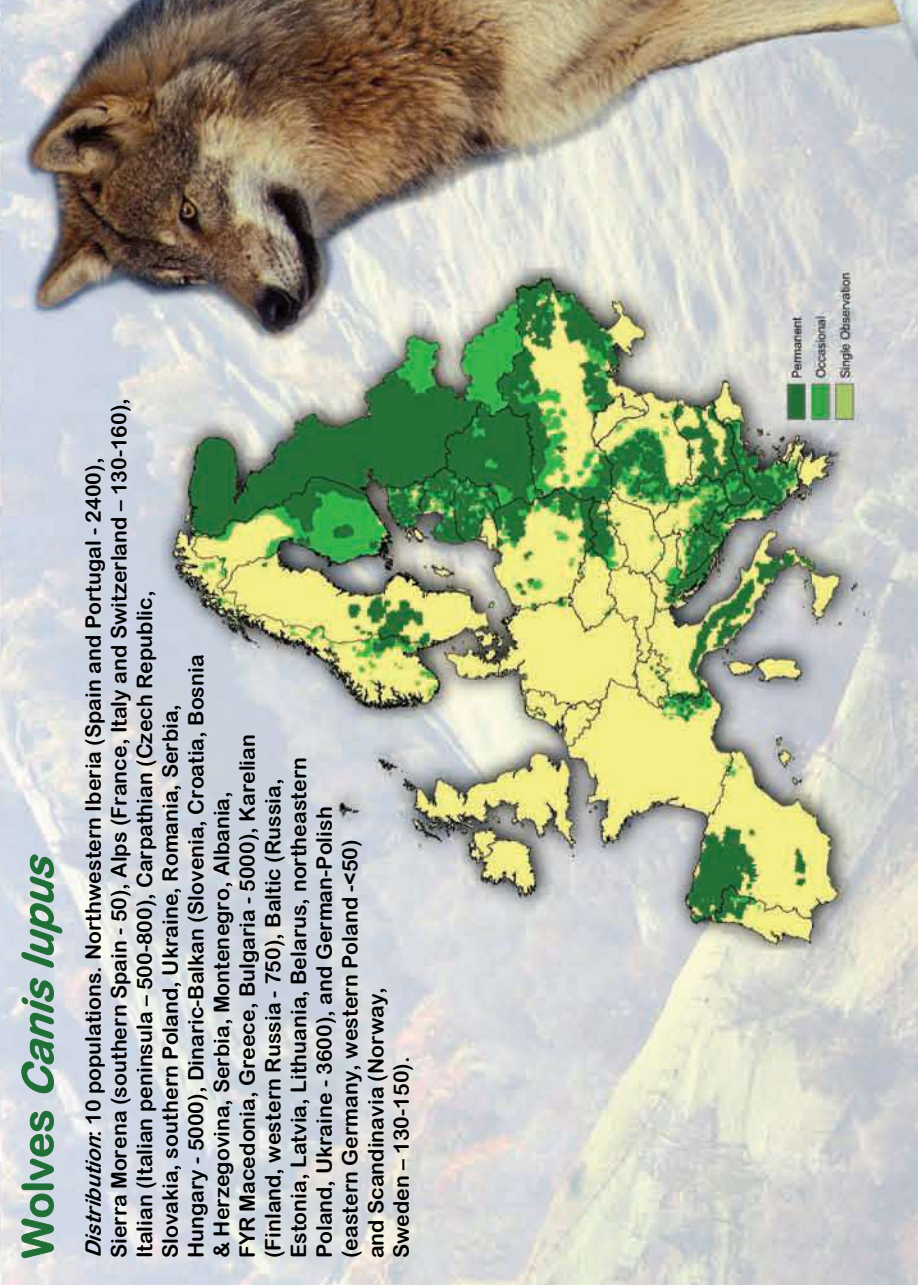 Wolves Canis lupus
Distribution: 10 populations. Northwestern Iberia (Spain and Portugal - 2400),
Sierra Morena (southern Spain - 50), Alps (France, Italy and Switzerland – 130-160),
Italian (Italian peninsula – 500-800), Carpathian (Czech Republic,
Slovakia, southern Poland, Ukraine, Romania, Serbia,
Hungary - 5000), Dinaric-Balkan (Slovenia, Croatia, Bosnia
& Herzegovina, Serbia, Montenegro, Albania,
FYR Macedonia, Greece, Bulgaria - 5000), Karelian
(Finland, western Russia - 750), Baltic (Russia,
Estonia, Latvia, Lithuania, Belarus, northeastern
Poland, Ukraine - 3600), and German-Polish
(eastern Germany, western Poland -<50)
and Scandinavia (Norway,
Sweden – 130-150).
Permanent
Occasional
Single Observation